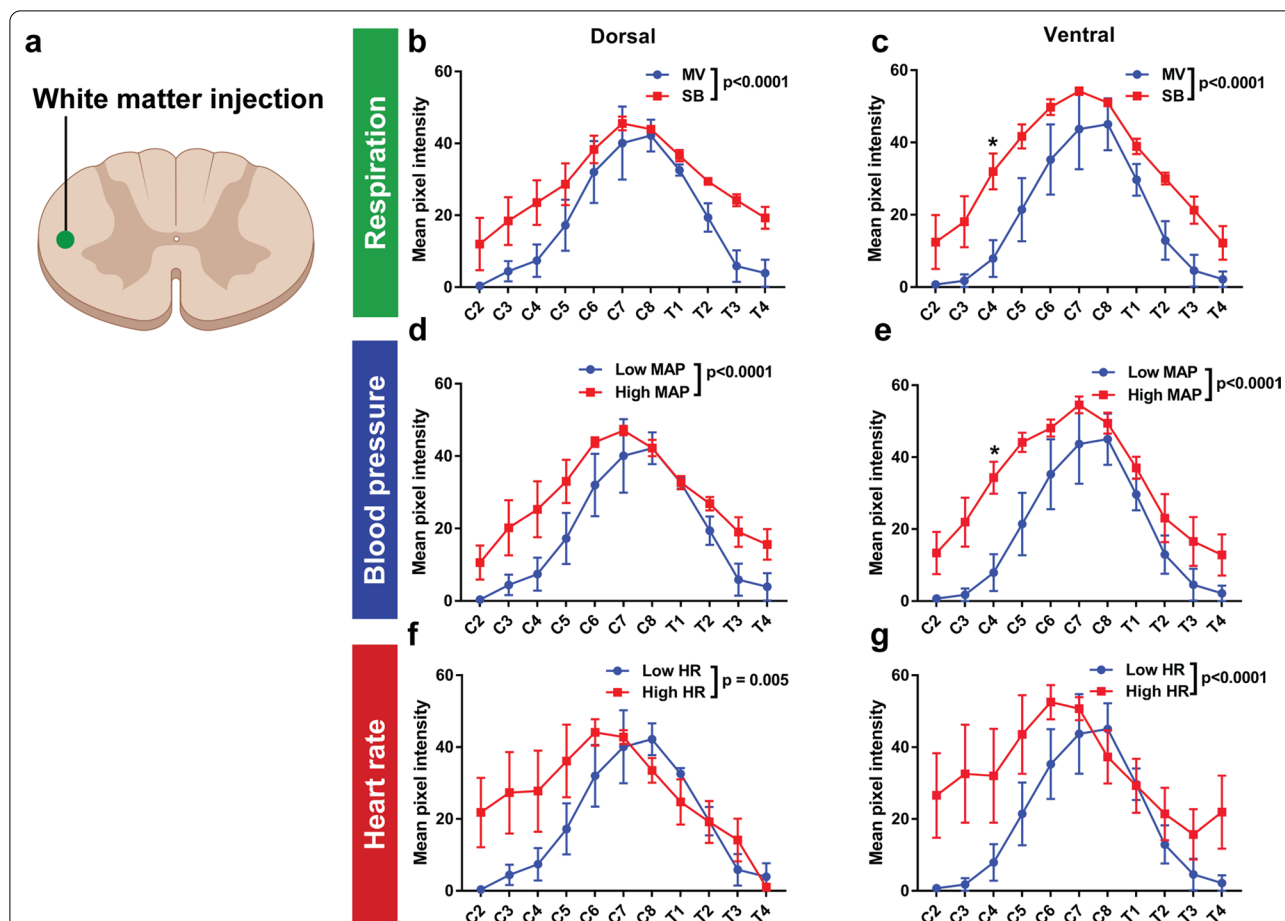 a
White matter injection
Respiration
Blood pressure
Heart rate
Dorsal
Ventral
b
MV
SB
p<0.0001
Mean pixel intensity
60
40
20
0
C2 C3 C4 C5 C6 C7 C8 T1 T2 T3 T4
c
MV
SB
p<0.0001
*
Mean pixel intensity
60
40
20
0
C2 C3 C4 C5 C6 C7 C8 T1 T2 T3 T4
d
Low MAP
High MAP
p<0.0001
Mean pixel intensity
60
40
20
0
C2 C3 C4 C5 C6 C7 C8 T1 T2 T3 T4
e
Low MAP
High MAP
p<0.0001
*
Mean pixel intensity
60
40
20
0
C2 C3 C4 C5 C6 C7 C8 T1 T2 T3 T4
f
Low HR
High HR
p = 0.005
Mean pixel intensity
60
40
20
0
C2 C3 C4 C5 C6 C7 C8 T1 T2 T3 T4
g
Low HR
High HR
p<0.0001
Mean pixel intensity
60
40
20
0
C2 C3 C4 C5 C6 C7 C8 T1 T2 T3 T4